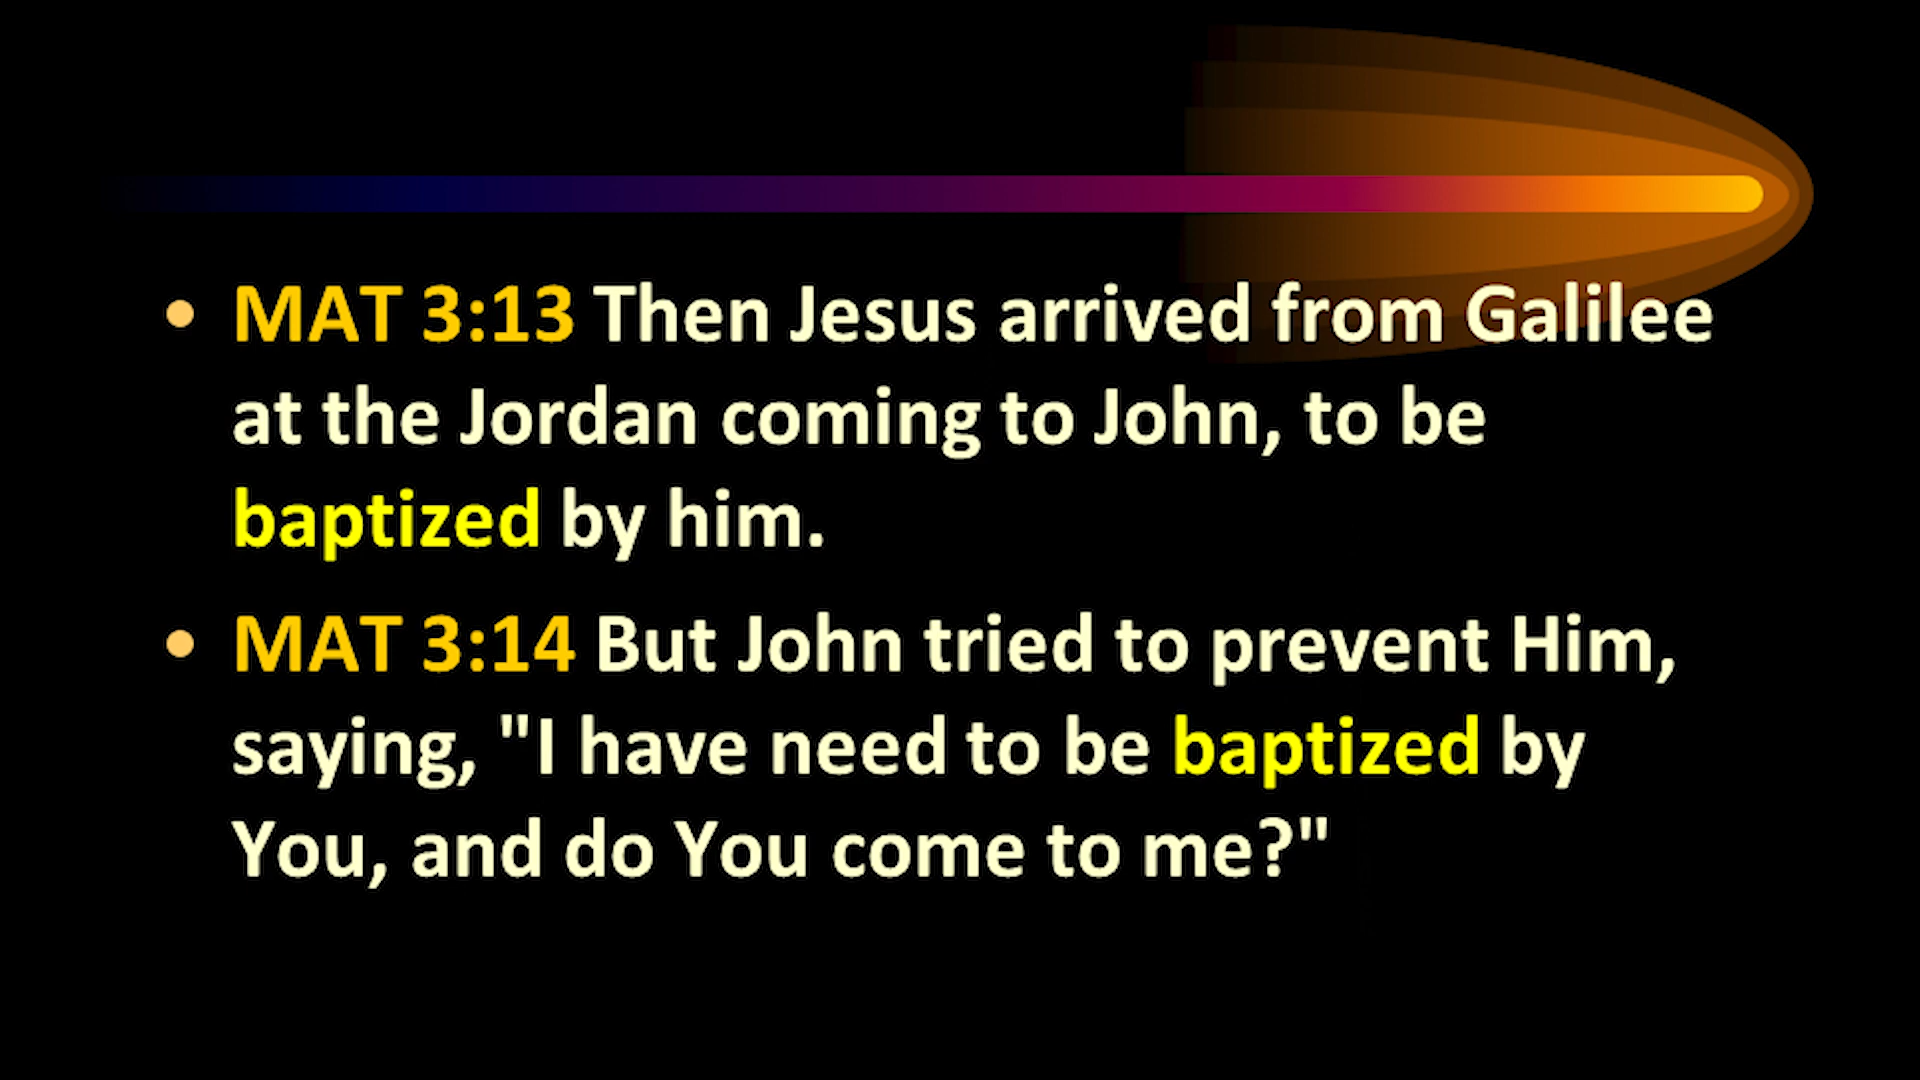 • MAT 3:13 Then Jesus arrived from Galilee
at the Jordan coming to John, to be
baptized by him.
• MAT 3:14 But John tried to prevent Him,
saying, "I have need to be baptized by
You, and do You come to me?"